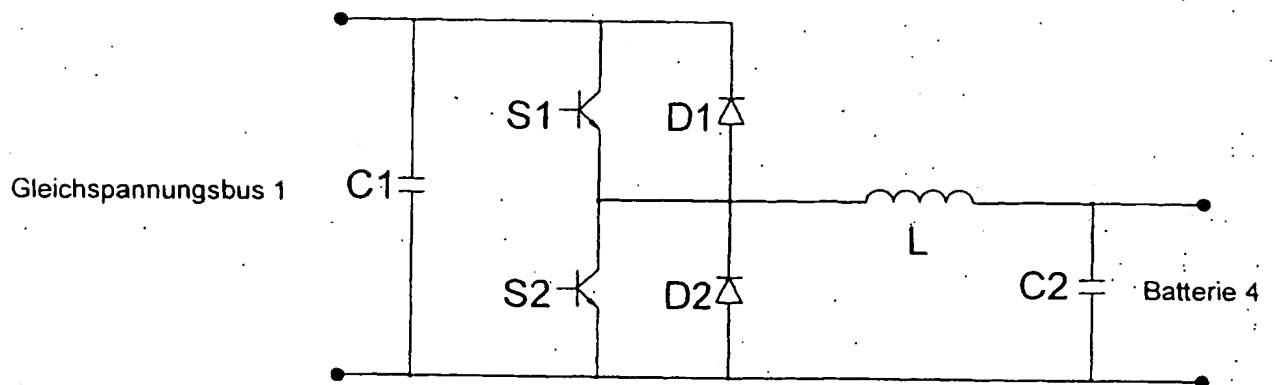 S1
D1
Gleichspannungsbus 1
C1
L
S2
D2
C2
Batterie 4